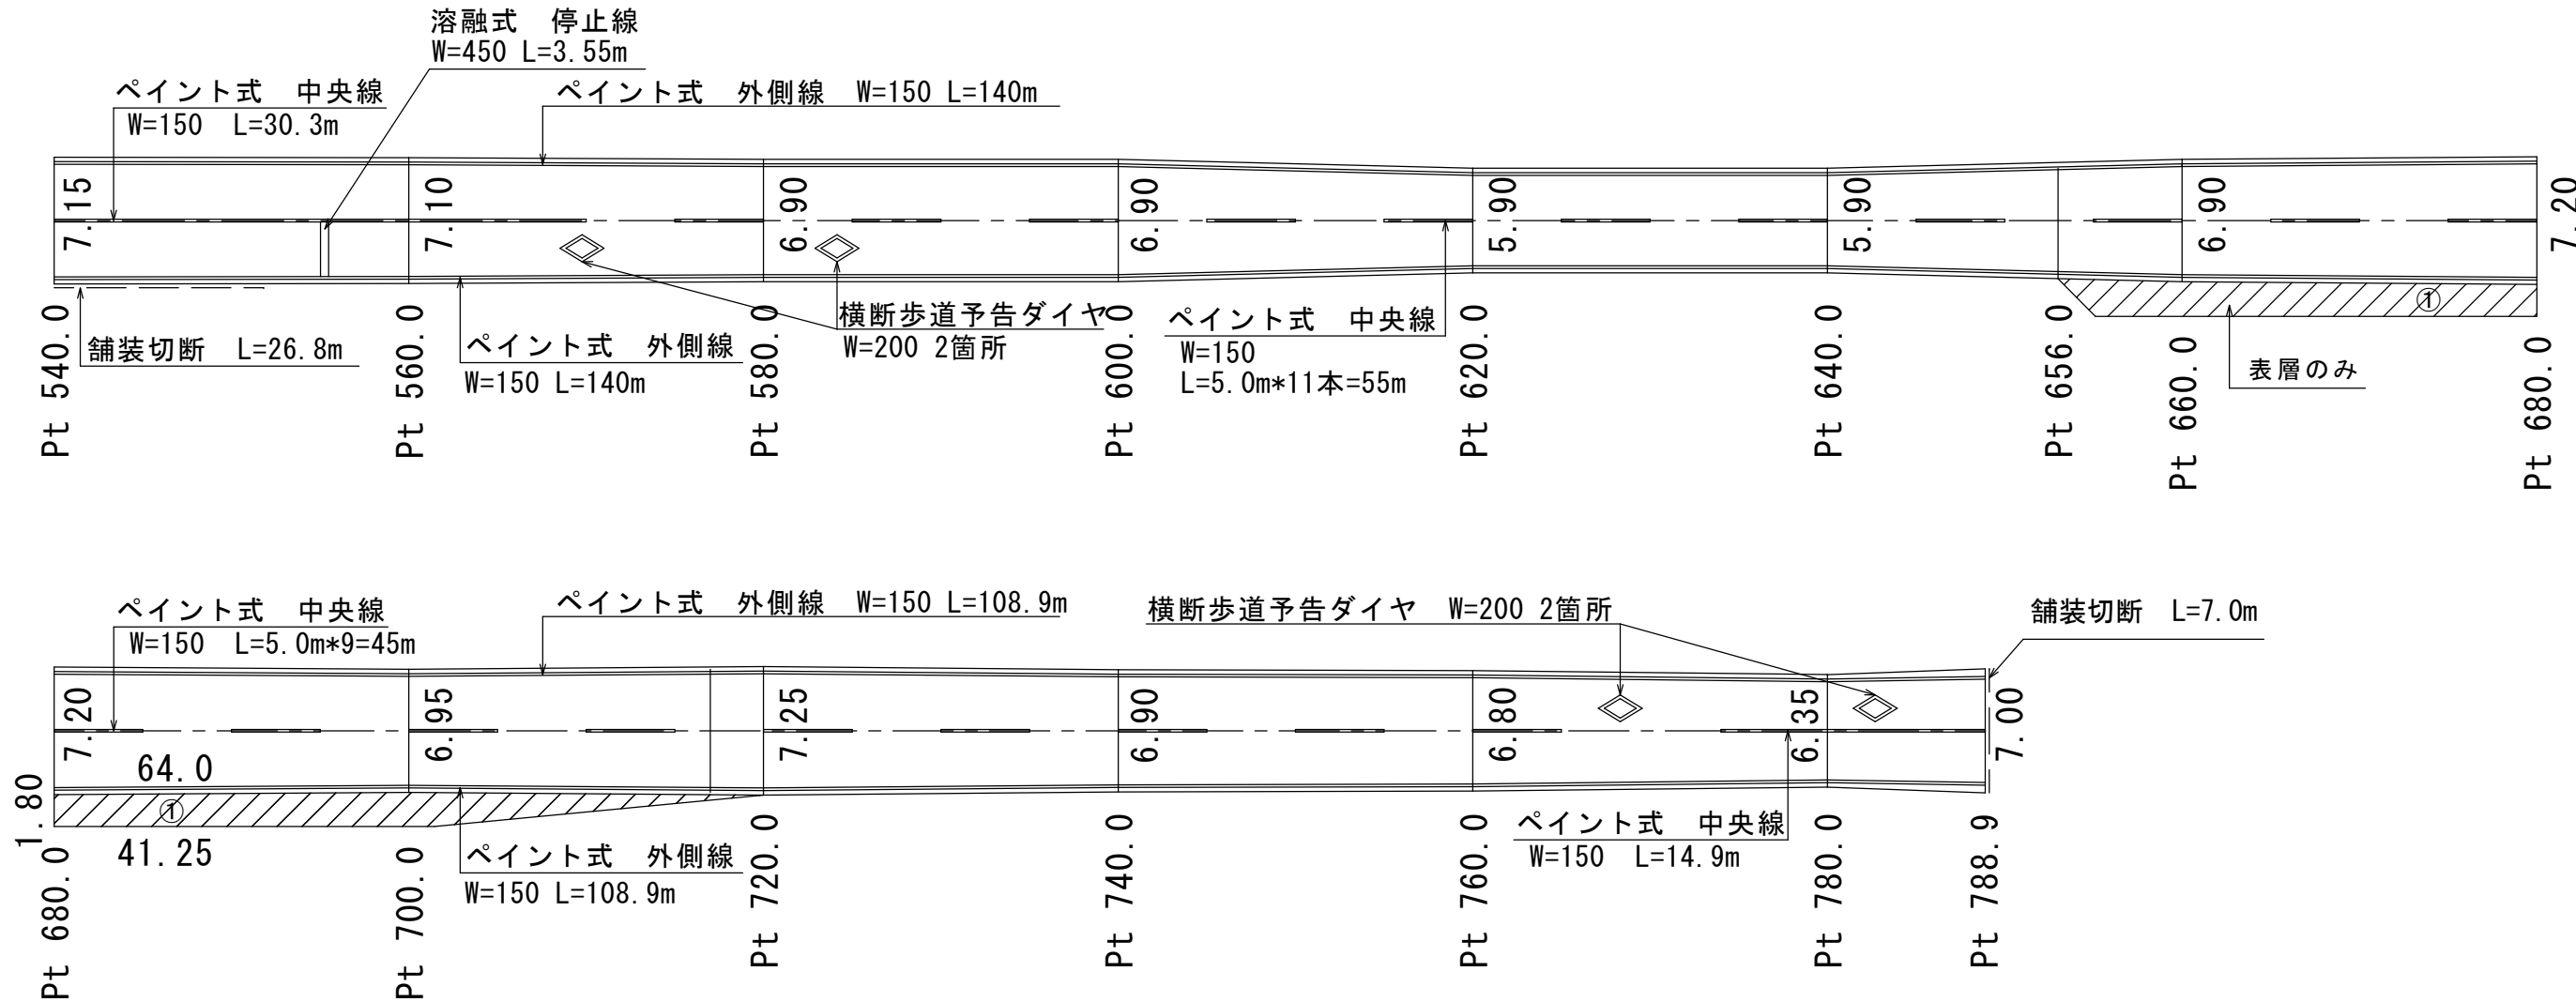 溶融式　停止線
W=450 L=3.55m
ペイント式　中央線
W=150　L=30.3m
ペイント式　外側線　W=150 L=140m
7.15
7.10
6.90
6.90
5.90
5.90
6.90
7.20
舗装切断　L=26.8m
ペイント式　外側線
W=150 L=140m
横断歩道予告ダイヤ
W=200 2箇所
ペイント式　中央線
W=150
L=5.0m*11本=55m
①
表層のみ
Pt 540.0
Pt 560.0
Pt 580.0
Pt 600.0
Pt 620.0
Pt 640.0
Pt 656.0
Pt 660.0
Pt 680.0
ペイント式　中央線
W=150　L=5.0m*9=45m
ペイント式　外側線　W=150 L=108.9m
横断歩道予告ダイヤ　W=200 2箇所
舗装切断　L=7.0m
7.20
6.95
7.25
6.90
6.80
6.35
7.00
64.0
1.80
①
41.25
ペイント式　外側線
W=150 L=108.9m
ペイント式　中央線
W=150　L=14.9m
Pt 680.0
Pt 700.0
Pt 720.0
Pt 740.0
Pt 760.0
Pt 780.0
Pt 788.9